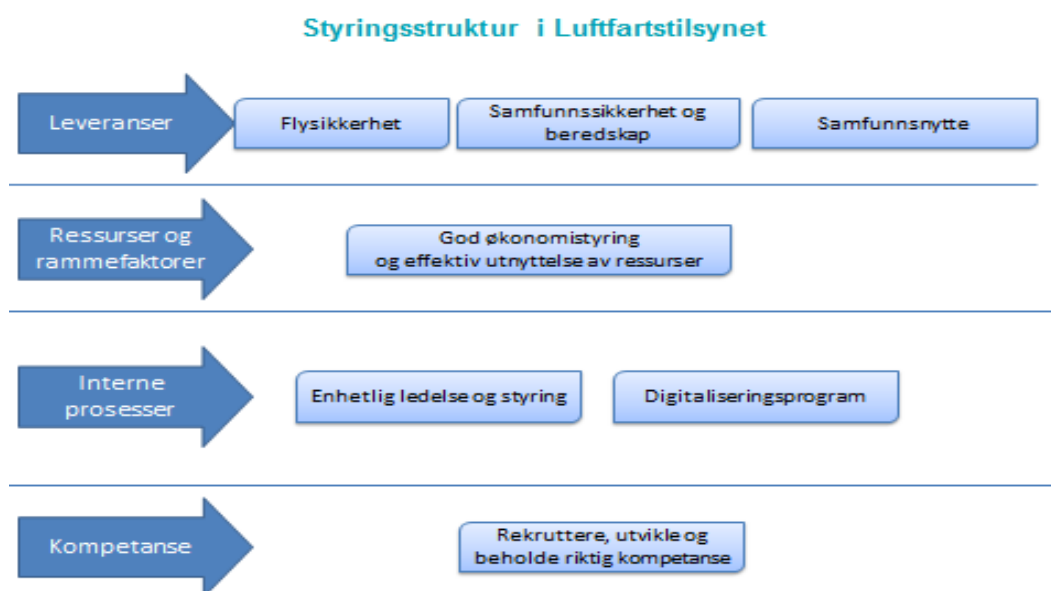 Styringsstruktur i Luftfartstilsynet
Leveranser
Flysikkerhet
Samfunnssikkerhet og
beredskap
Samfunnsnytte
Ressurser og
rammefaktorer
God økonomistyring
og effektiv utnyttelse av ressurser
Interne
prosesser
Enhetlig ledelse og styring
Digitaliseringsprogram
Kompetanse
Rekruttere, utvikle og
beholde riktig kompetanse